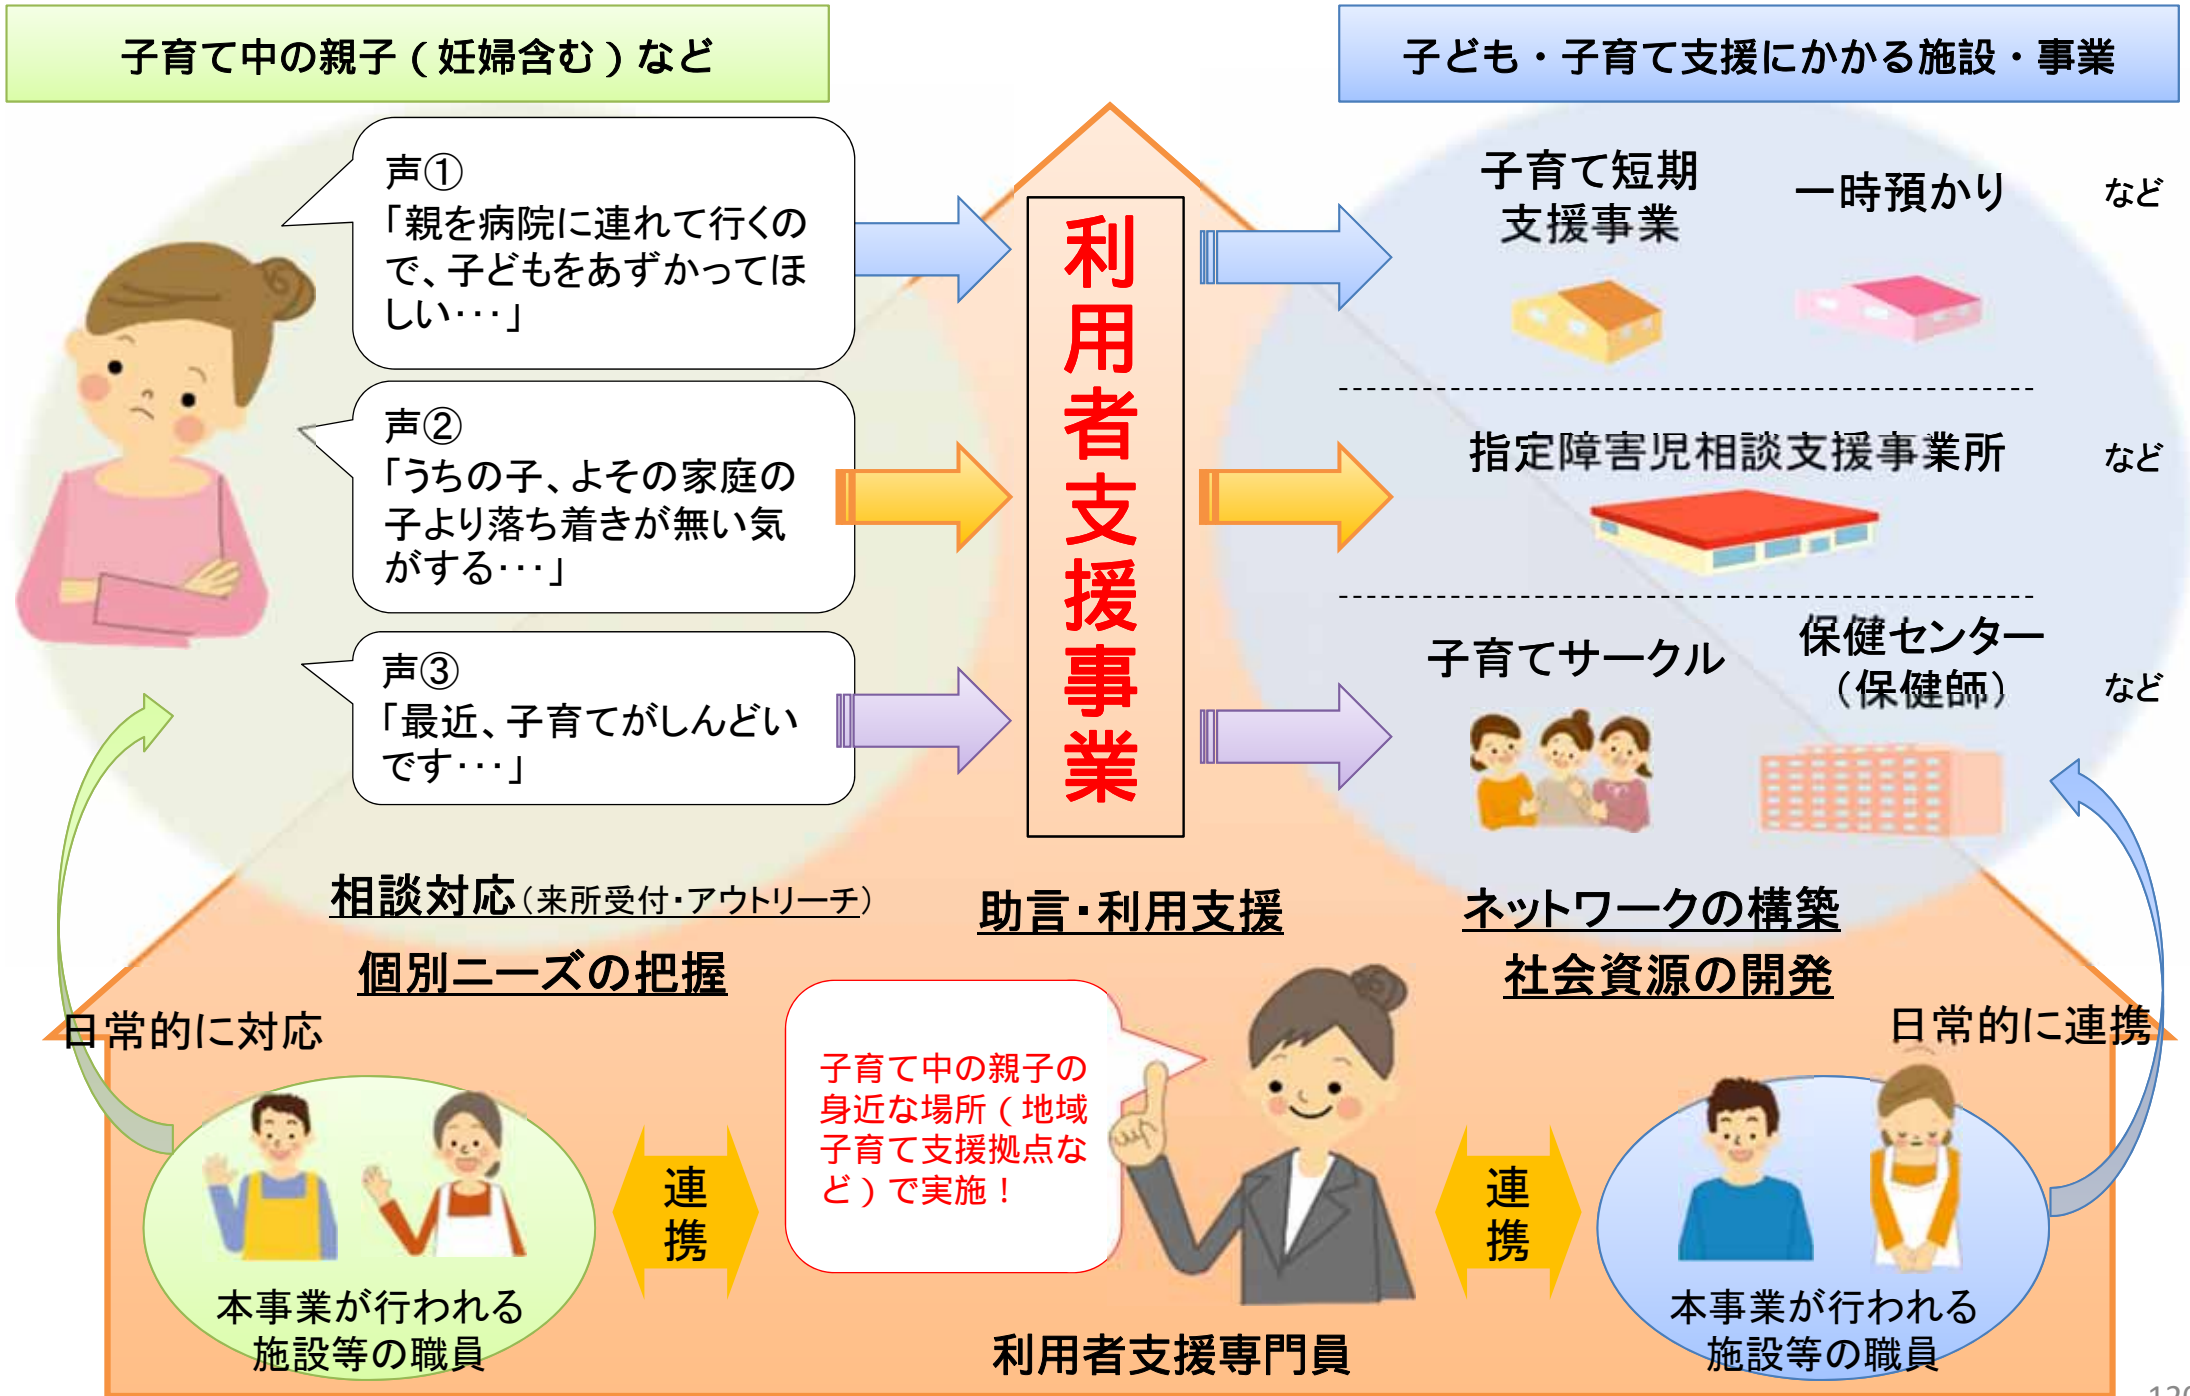 子育て中の親子(妊婦含む)など
子ども・子育て支援にかかる施設・事業
声①
「親を病院に連れて行くの
で、子どもをあずかってほ
しい･･･」
声②
「うちの子、よその家庭の
子より落ち着きが無い気
がする･･･」
声③
「最近、子育てがしんどい
です･･･」
利用者支援事業
子育て短期
支援事業
一時預かり
など
指定障害児相談支援事業所
など
子育てサークル
保健センター
(保健師)
など
相談対応(来所受付・アウトリーチ)
個別ニーズの把握
助言・利用支援
ネットワークの構築
社会資源の開発
日常的に対応
日常的に連携
子育て中の親子の
身近な場所(地域
子育て支援拠点な
ど)で実施!
連携
連携
本事業が行われる
施設等の職員
利用者支援専門員
本事業が行われる
施設等の職員